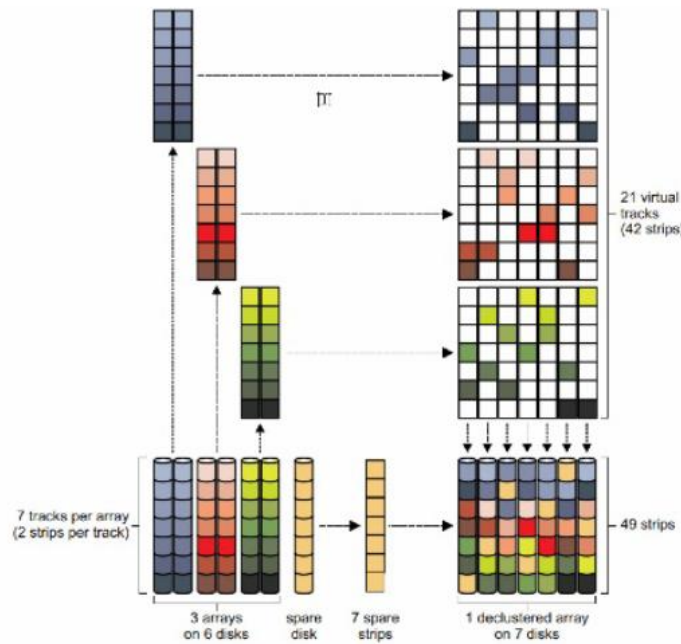 21 virtual
tracks
(42 strips)
7 tracks per array
(2 strips per track)
49 strips
3 arrays
on 6 disks
spare
disk
7 spare
strips
1 declustered array
on 7 disks